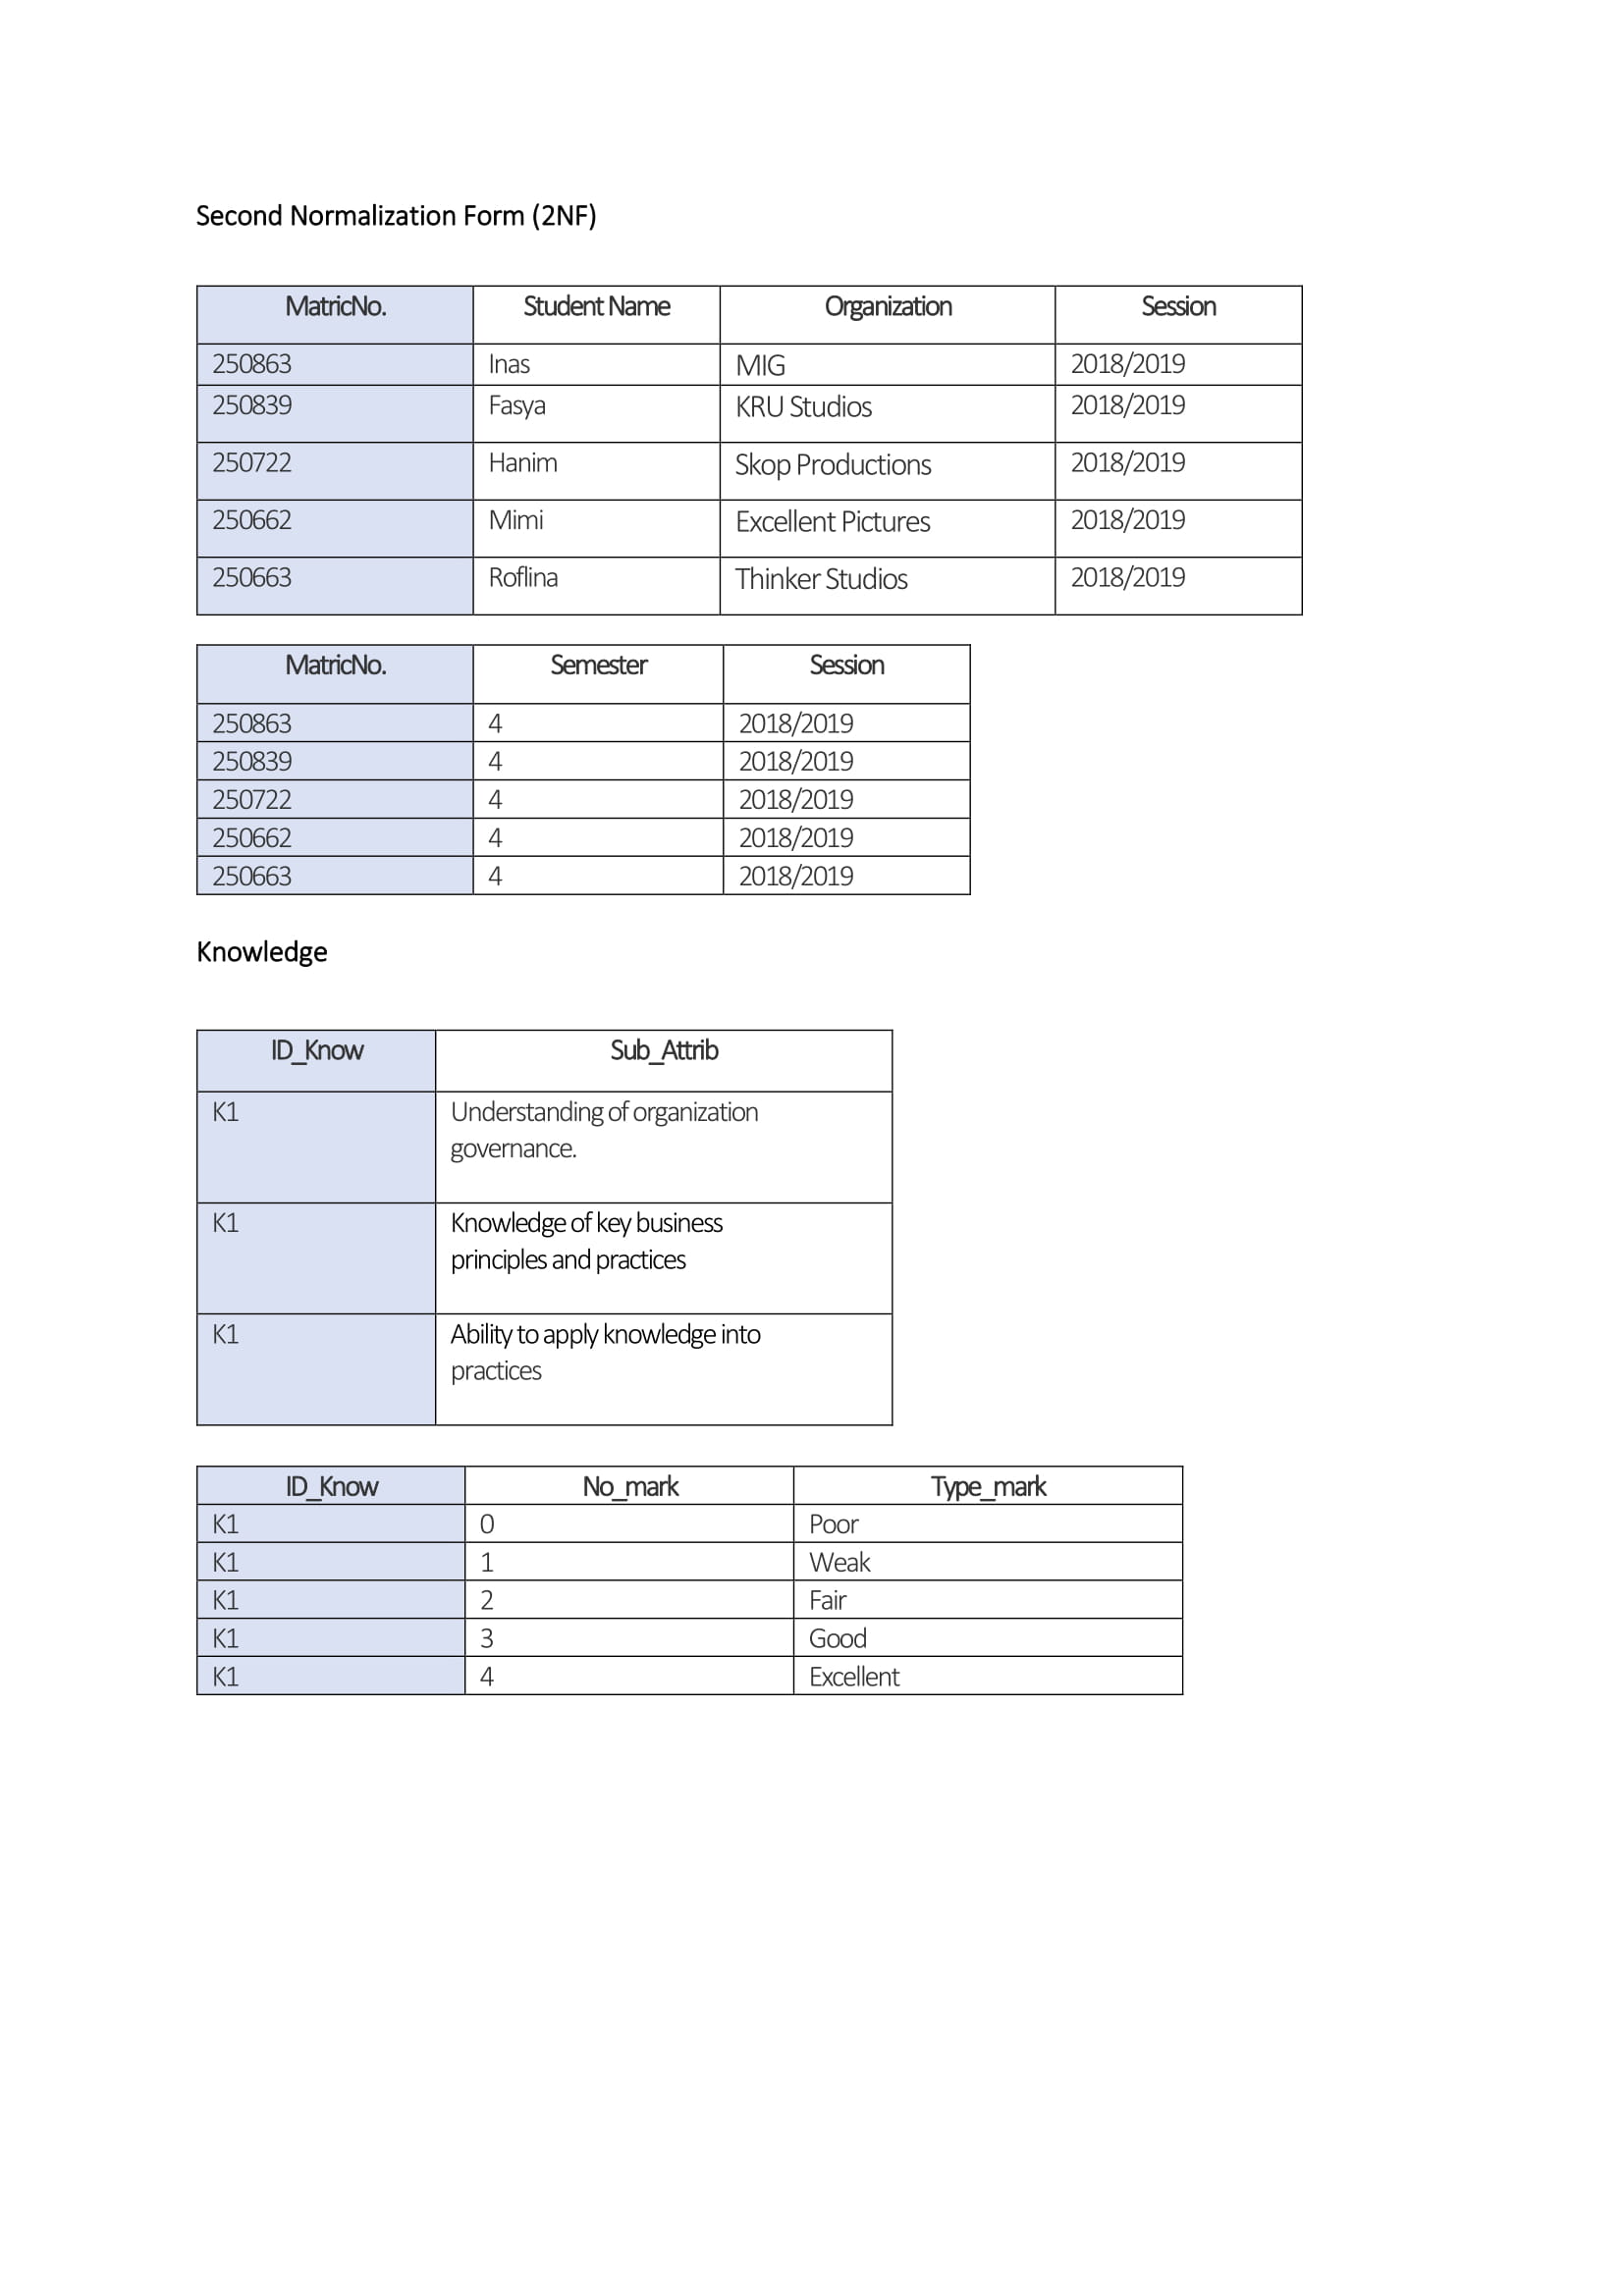 Second Normalization Form (2NF)
MatricNo. Student Name Organization Session
250863 Inas MIG 2018/2019
250839 Fasya KRU Studios 2018/2019
250722 Hanim Skop Productions 2018/2019
250662 Mimi Excellent Pictures 2018/2019
250663 Roflina Thinker Studios 2018/2019
MatricNo. Semester Session
250863 4 2018/2019
250839 4 2018/2019
250722 4 2018/2019
250662 4 2018/2019
250663 4 2018/2019
Knowledge
ID_Know Sub_Attrib
K1 Understanding of organization
governance.
K1 Knowledge of key business
principles and practices
K1 Ability to apply knowledge into
practices
ID_Know No_mark Type_mark
K1 0 Poor
K1 1 Weak
K1 2 Fair
K1 3 Good
K1 4 Excellent